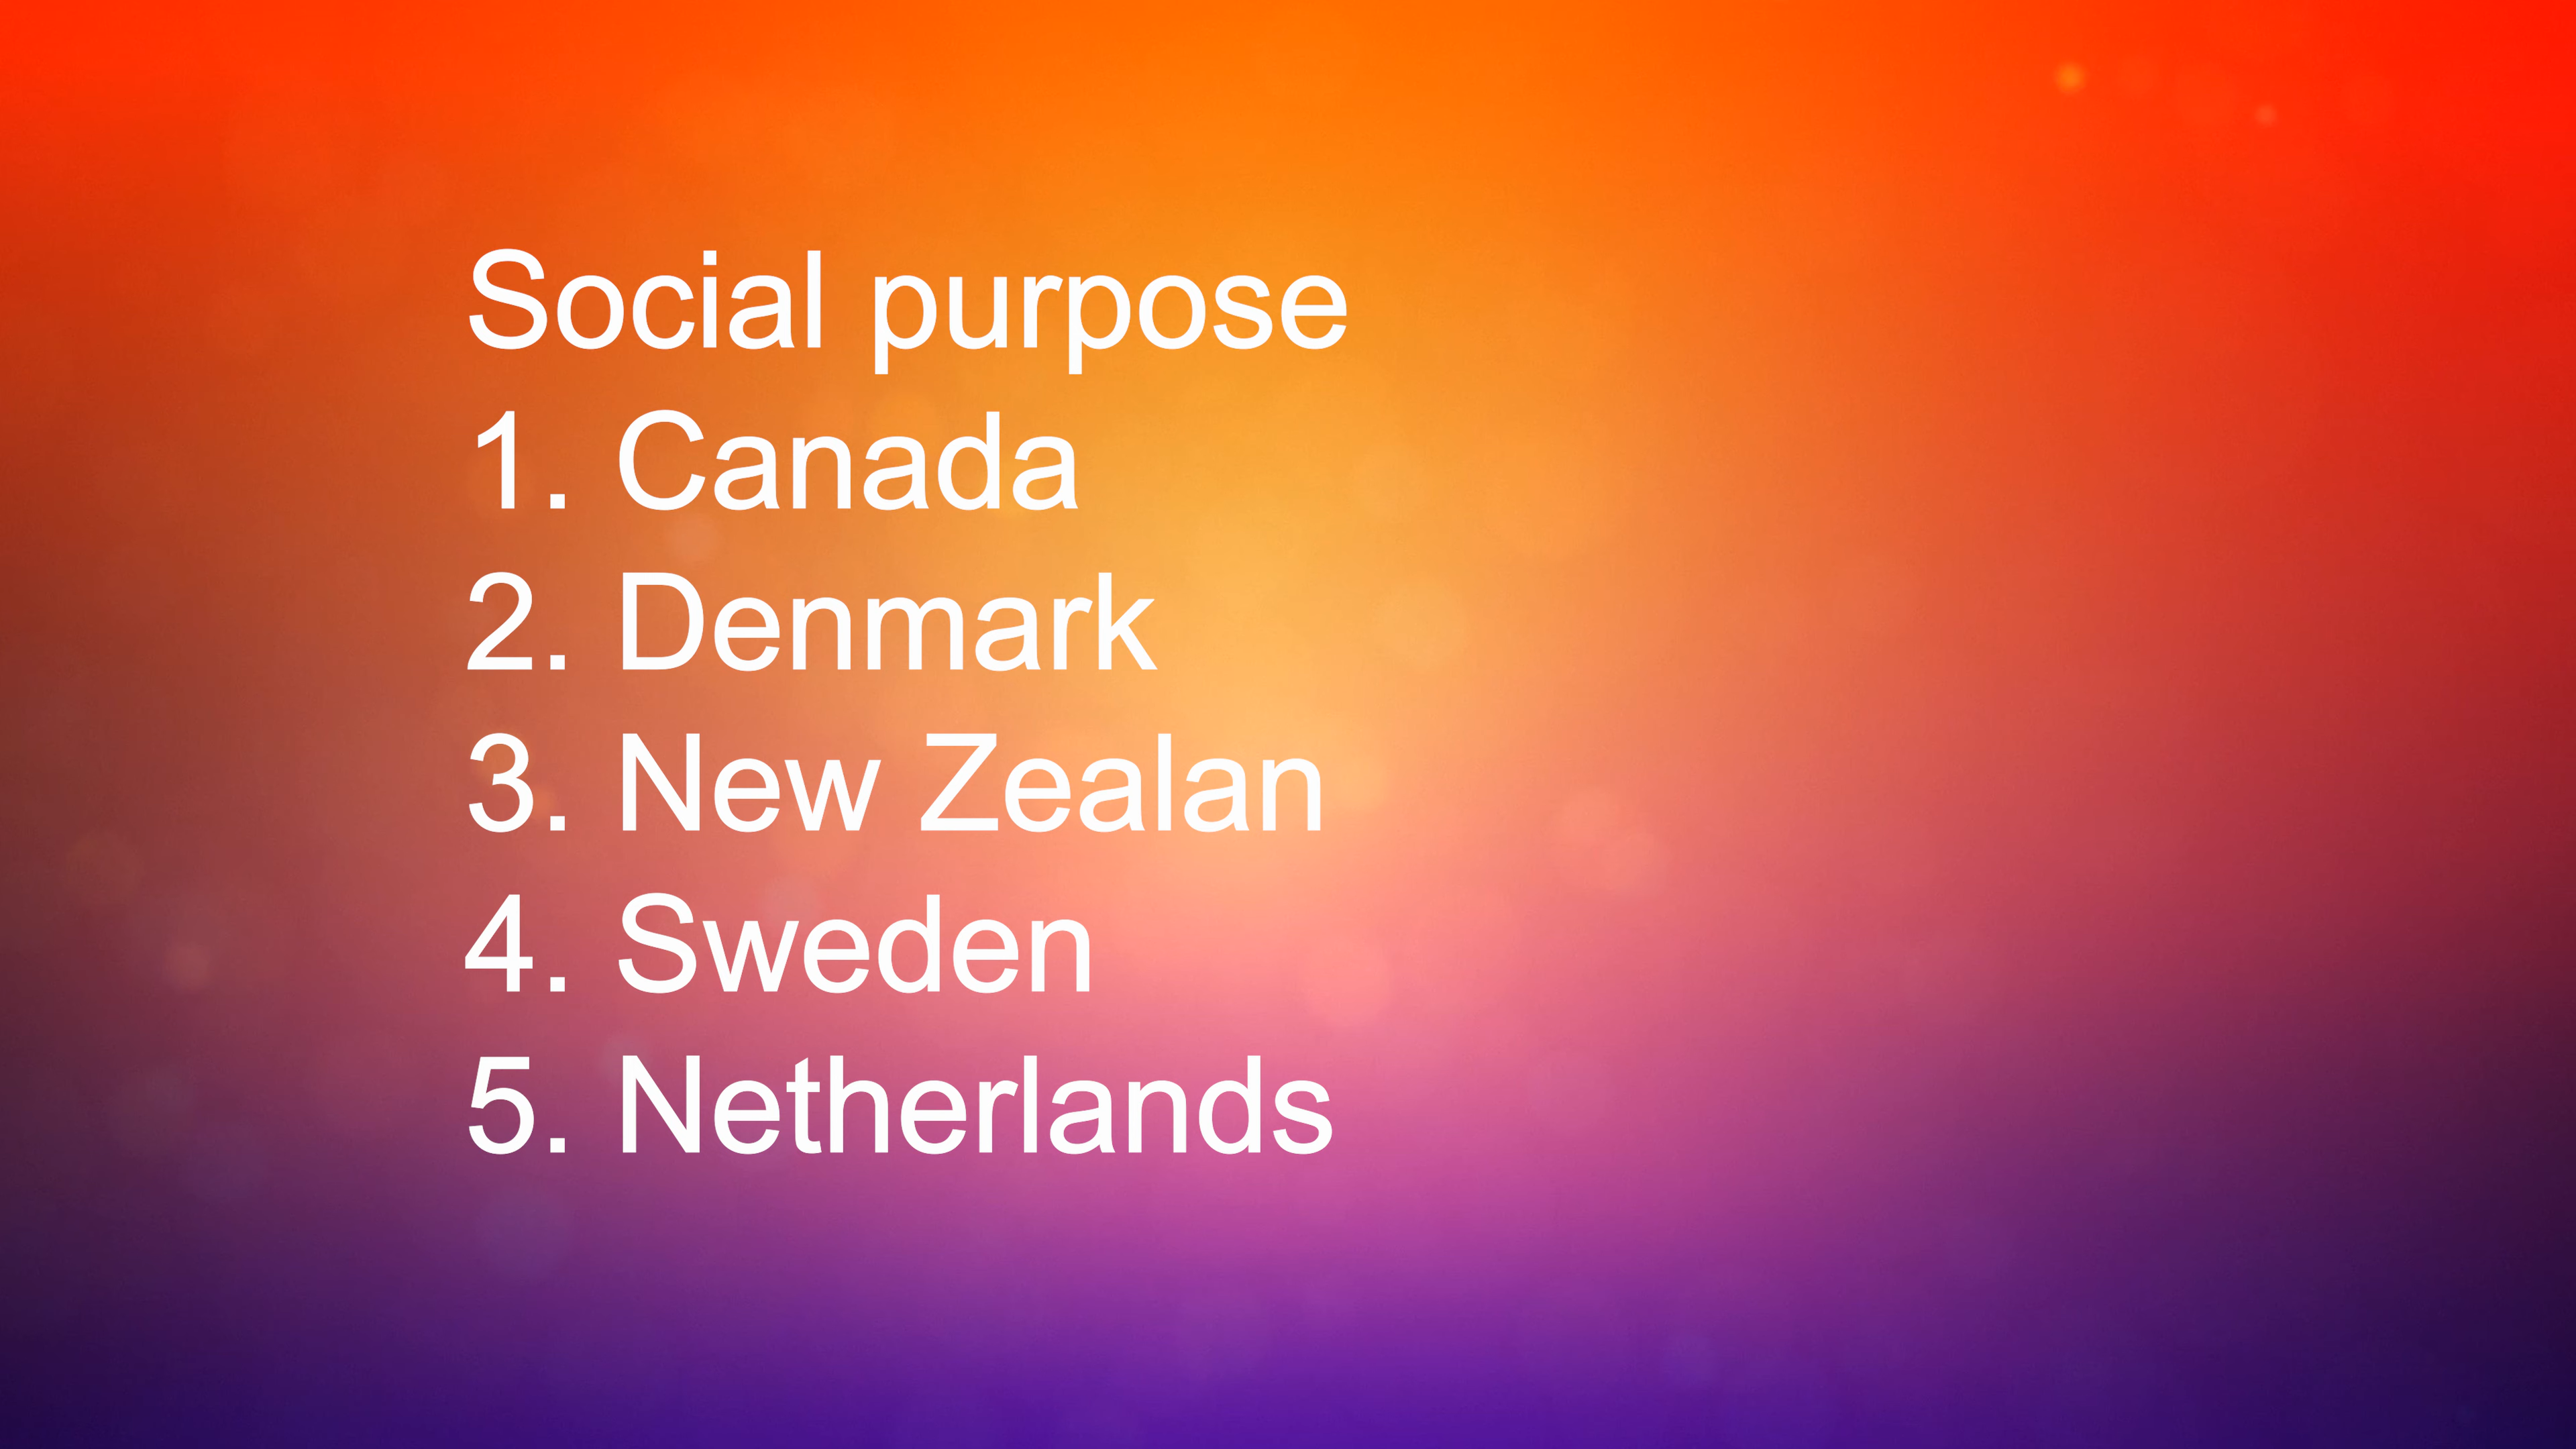 Social purpose
1. Canada
2. Denmark
3. New Zealan
4. Sweden
5. Netherlands